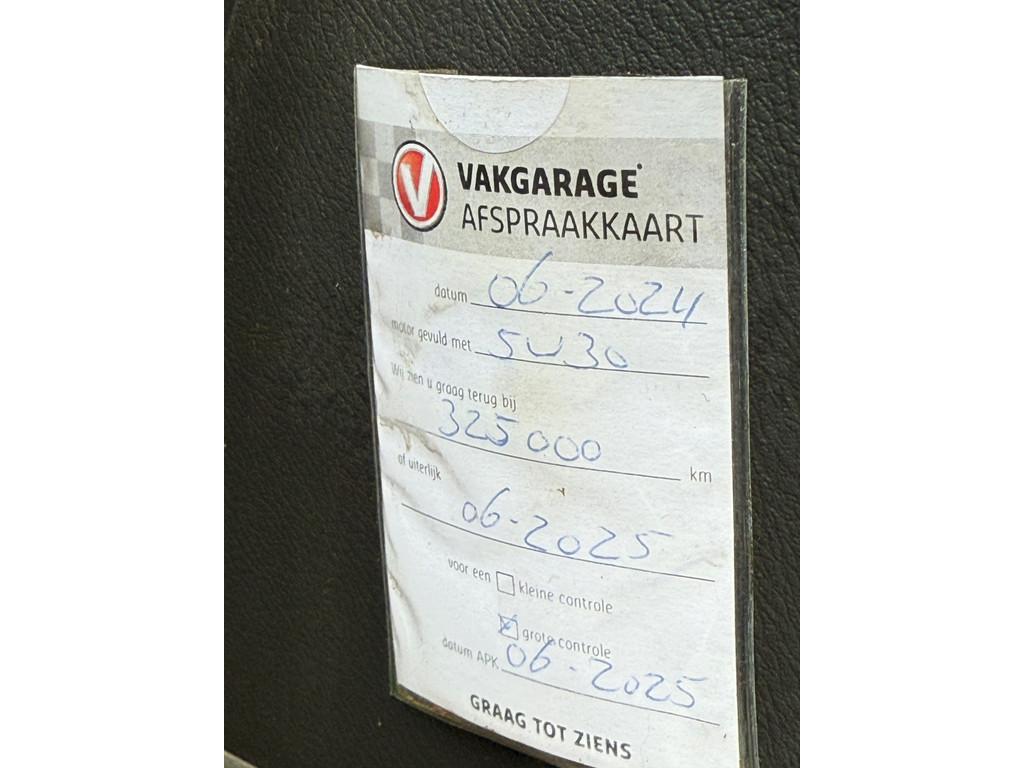 V VAKGARAGE
AFSPRAAKKAART
datum 06-2024
motor gevuld met 5W30
Wij zien u graag terug bij
325000 km
of uiterlijk
06-2025
voor een kleine controle
grote controle
datum APK 06-2025
GRAAG TOT ZIENS